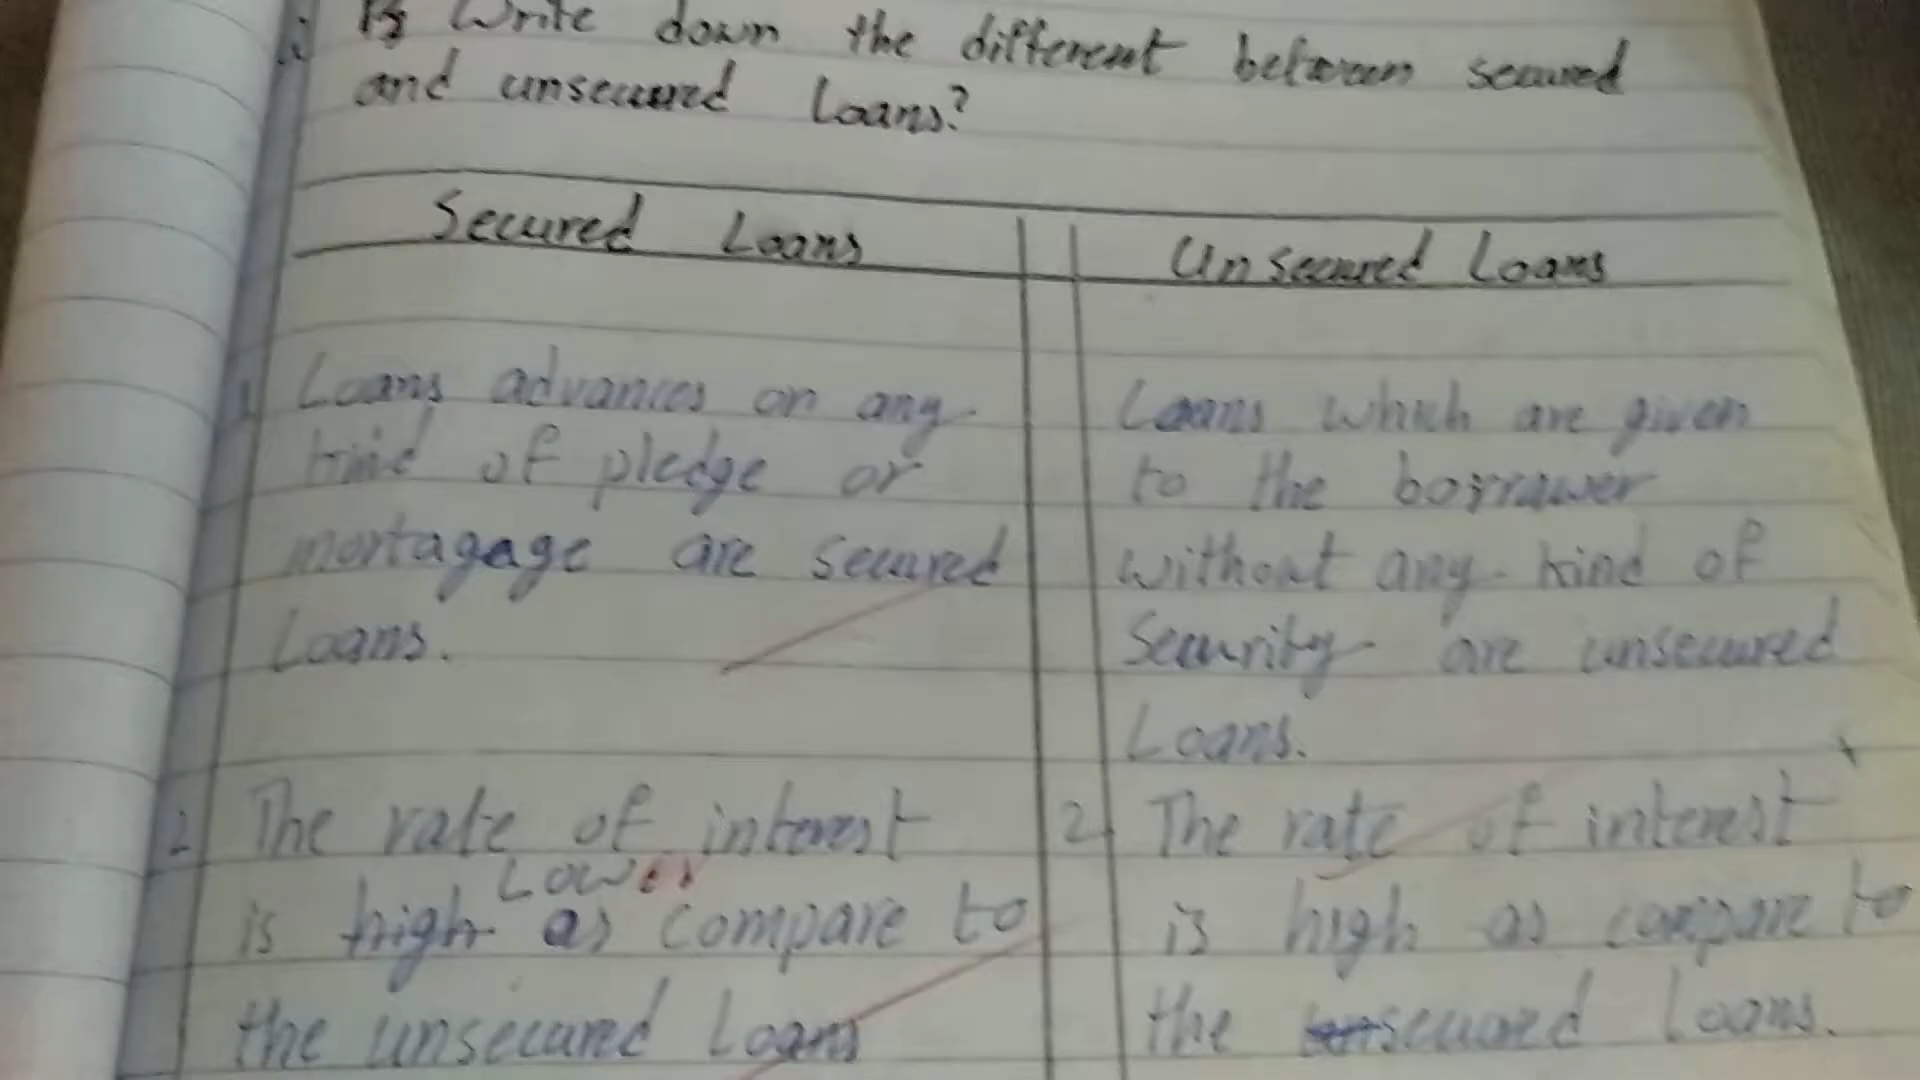 Write down the different between secured
and unsecured Loans?
Secured Loans
Loans advances on any
kind of pledge or
mortagage are secured
Loans.
2 The rate of interest
Lower
is high as compare to
the unsecured Loans
Unsecured Loans
Loans which are given
to the borrawer
without any kind of
Security are unsecured
Loans.
2 The rate of interest
is high as compare to
the unsecured Loans.